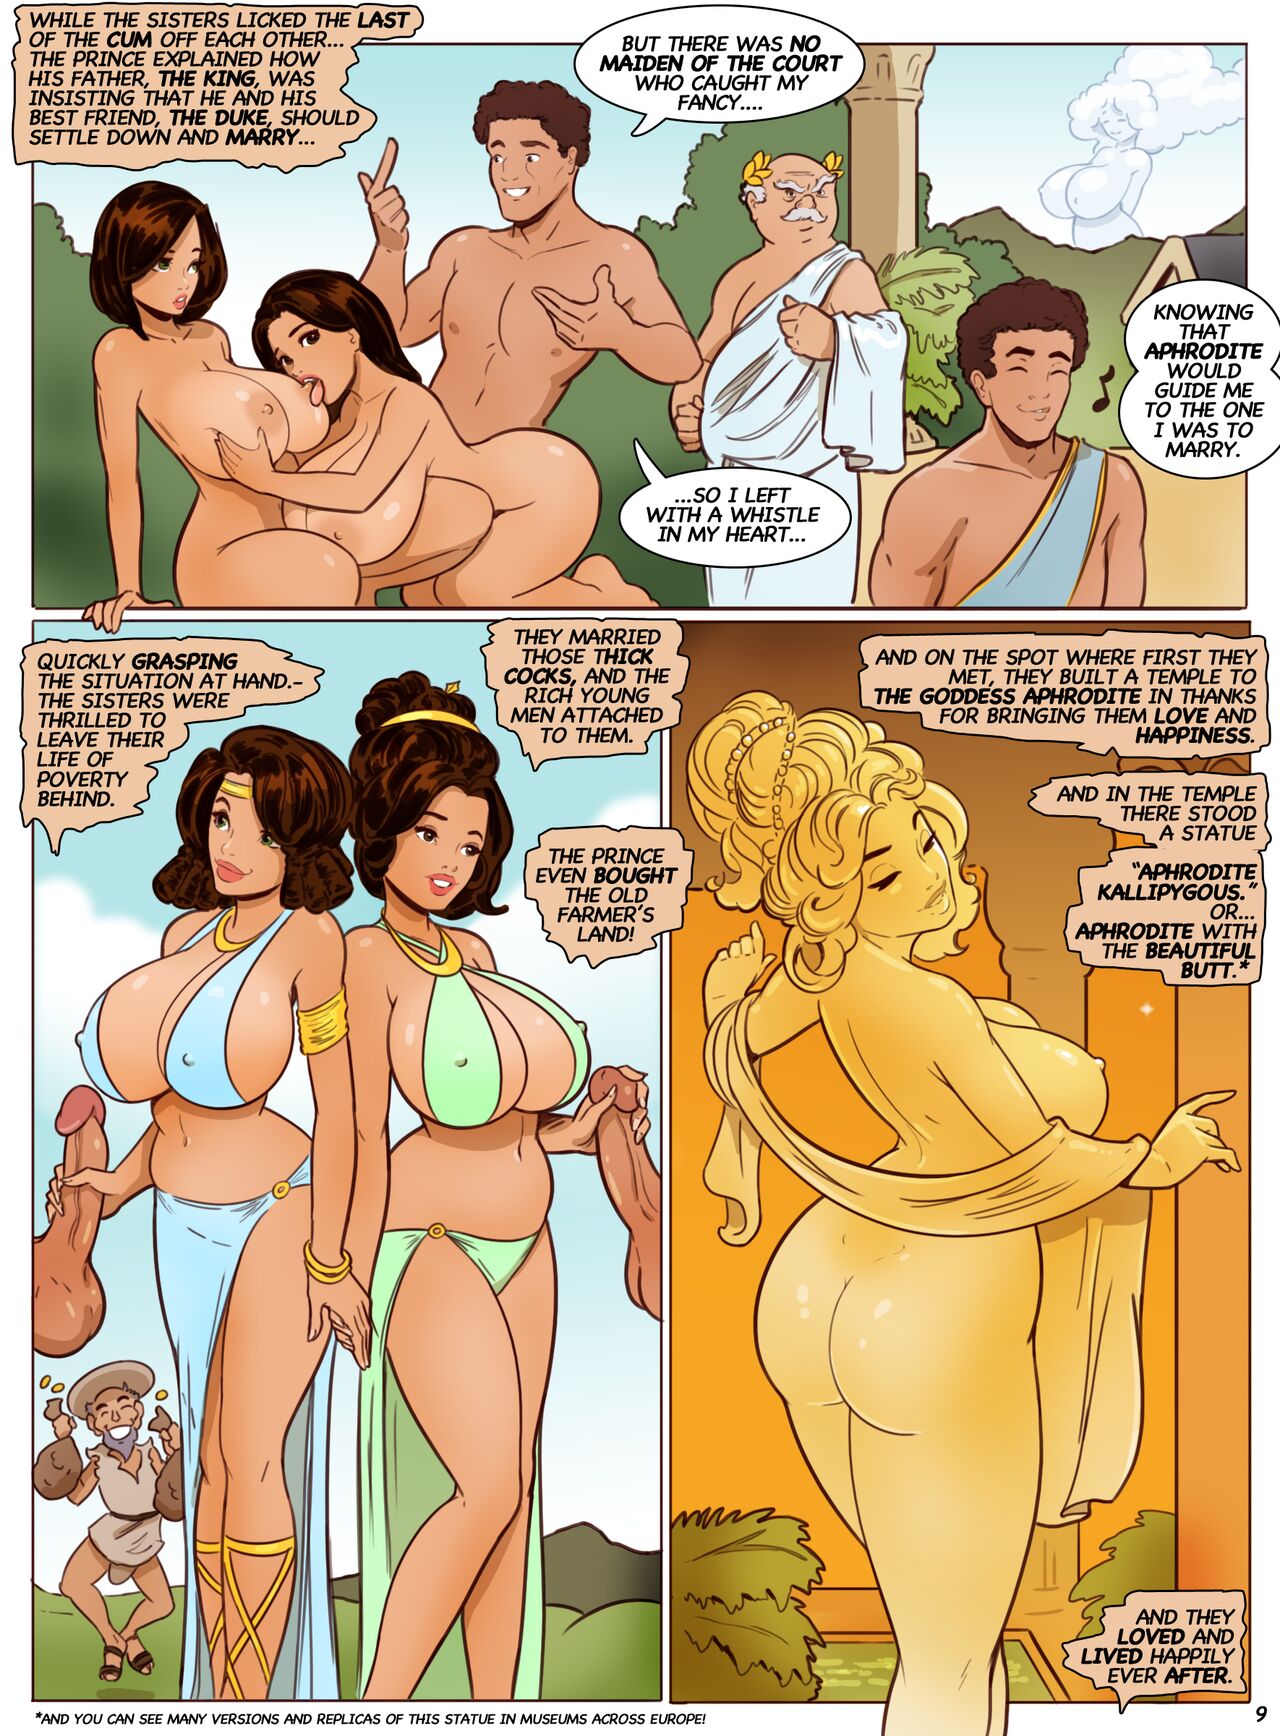 WHILE THE SISTERS LICKED THE LAST
OF THE CUM OFF EACH OTHER...
THE PRINCE EXPLAINED HOW
HIS FATHER, THE KING, WAS
INSISTING THAT HE AND HIS
BEST FRIEND, THE DUKE, SHOULD
SETTLE DOWN AND MARRY...
BUT THERE WAS NO
MAIDEN OF THE COURT
WHO CAUGHT MY
FANCY....
...SO I LEFT
WITH A WHISTLE
IN MY HEART...
KNOWING
THAT
APHRODITE
WOULD
GUIDE ME
TO THE ONE
I WAS TO
MARRY.
QUICKLY GRASPING
THE SITUATION AT HAND.-
THE SISTERS WERE
THRILLED TO
LEAVE THEIR
LIFE OF
POVERTY
BEHIND.
THEY MARRIED
THOSE THICK
COCKS, AND THE
RICH YOUNG
MEN ATTACHED
TO THEM.
THE PRINCE
EVEN BOUGHT
THE OLD
FARMER'S
LAND!
AND ON THE SPOT WHERE FIRST THEY
MET, THEY BUILT A TEMPLE TO
THE GODDESS APHRODITE IN THANKS
FOR BRINGING THEM LOVE AND
HAPPINESS.
AND IN THE TEMPLE
THERE STOOD
A STATUE
"APHRODITE
KALLIPYGOUS."
OR...
APHRODITE WITH
THE BEAUTIFUL
BUTT.*
AND THEY
LOVED AND
LIVED HAPPILY
EVER AFTER.
*AND YOU CAN SEE MANY VERSIONS AND REPLICAS OF THIS STATUE IN MUSEUMS ACROSS EUROPE!
9